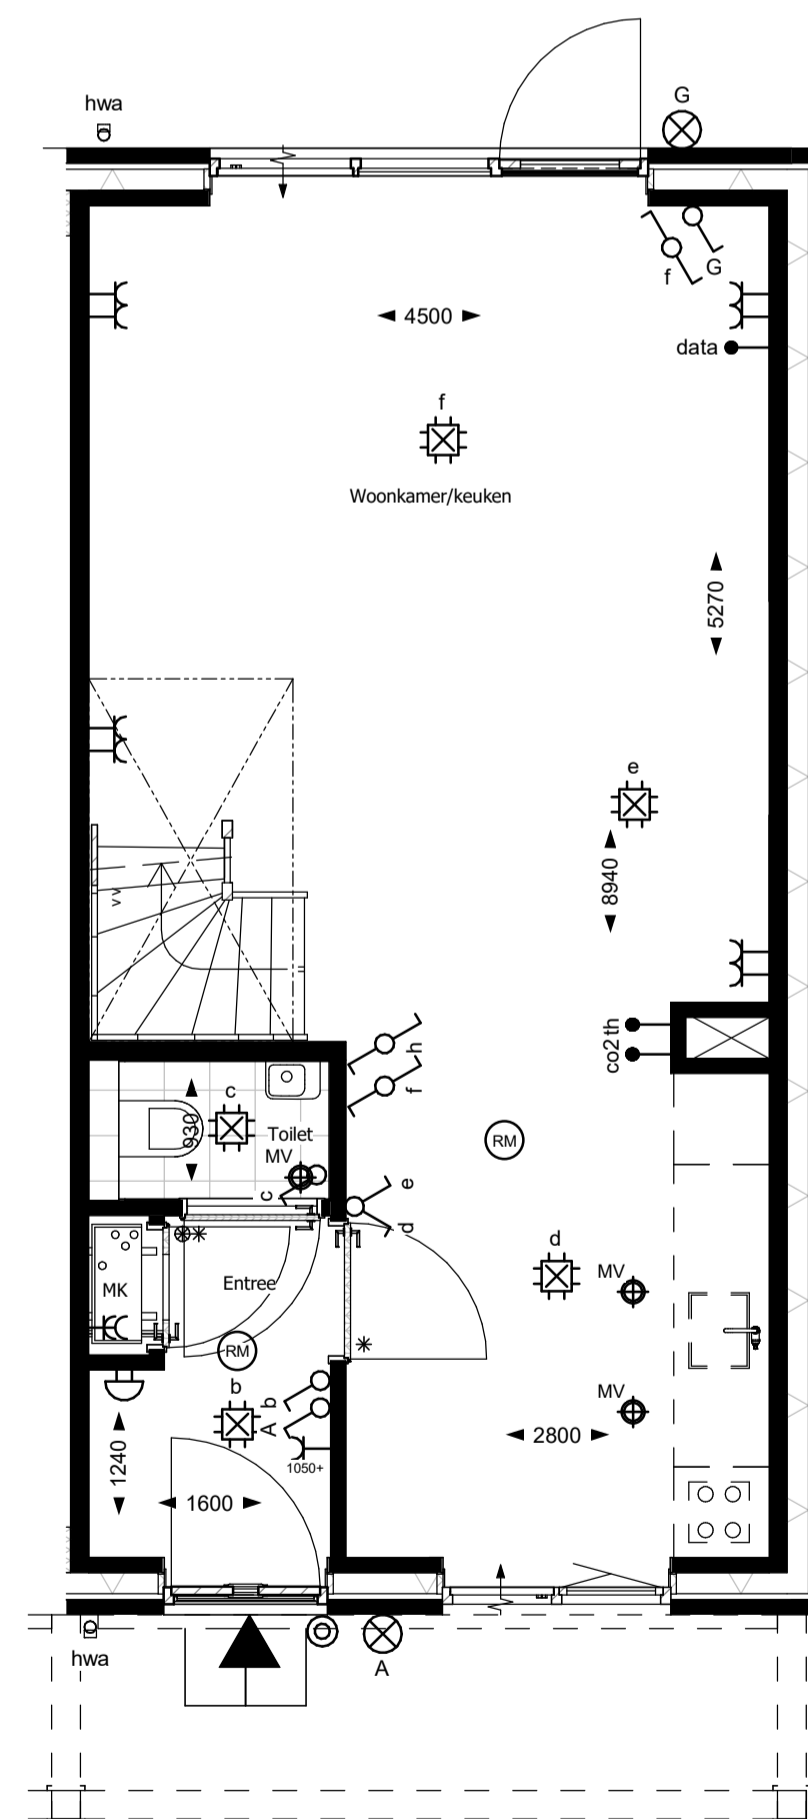 hwa
G
f
G
4500
data
f
Woonkamer/keuken
5270
e
8940
vv
h
co2 th
f
c
930
Toilet
MV
RM
c
e
d
d
MV
MK
Entree
RM
b
b
A
MV
1240
2800
1050+
1600
hwa
A